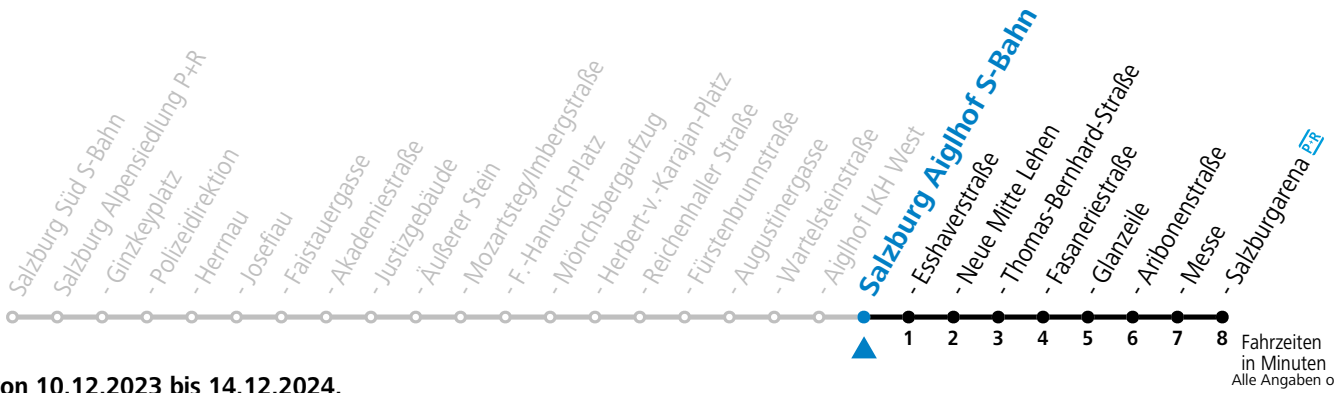 Salzburg Süd S-Bahn
Salzburg Alpensiedlung P+R
- Ginzkeyplatz
- Polizeidirektion
- Herrnau
- Josefiau
- Faistauergasse
- Akademiestraße
- Justizgebäude
- Äußerer Stein
- Mozartsteg/Imbergstraße
- F.-Hanusch-Platz
- Mönchsbergaufzug
- Herbert-v.-Karajan-Platz
- Reichenhaller Straße
- Fürstenbrunnstraße
- Augustinergasse
- Wartelsteinstraße
- Aiglhof LKH West
Salzburg Aiglhof S-Bahn
- Esshaverstraße
- Neue Mitte Lehen
- Thomas-Bernhard-Straße
- Fasaneriestraße
- Glanzeile
- Aribonenstraße
- Messe
- Salzburgarena P+R
1 2 3 4 5 6 7 8
Fahrzeiten
in Minuten
Alle Angaben o
on 10.12.2023 bis 14.12.2024.